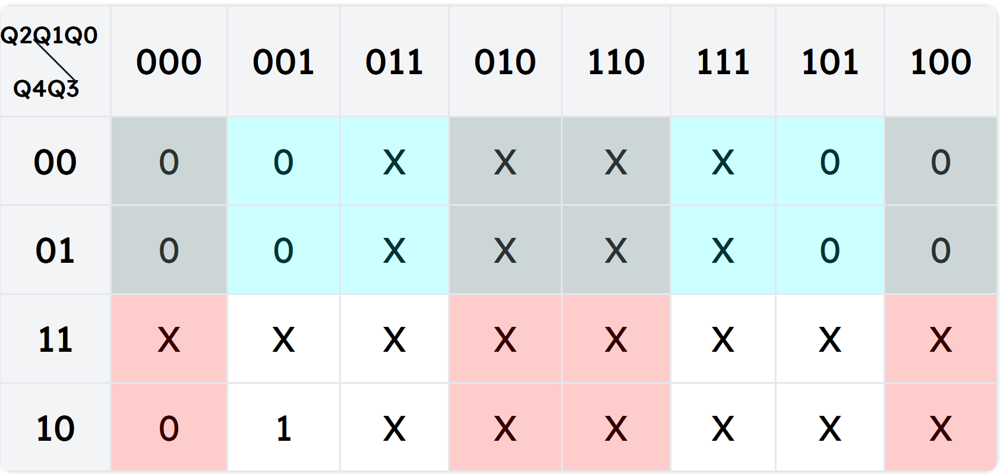 Q2Q1Q0
Q4Q3
000 001 011 010 110 111 101 100
00 0 0 X X X X 0 0
01 0 0 X X X X 0 0
11 X X X X X X X X
10 0 1 X X X X X X